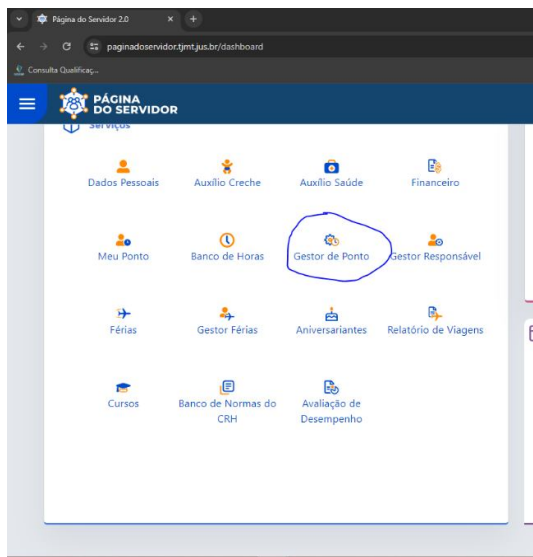 Página do Servidor 2.0
paginadoservidor.tjmt.jus.br/dashboard
Consulta Qualificaç...
PÁGINA
DO SERVIDOR
Serviços
Dados Pessoais Auxílio Creche Auxílio Saúde Financeiro
Meu Ponto Banco de Horas Gestor de Ponto Gestor Responsável
Férias Gestor Férias Aniversariantes Relatório de Viagens
Cursos Banco de Normas do Avaliação de
CRH Desempenho